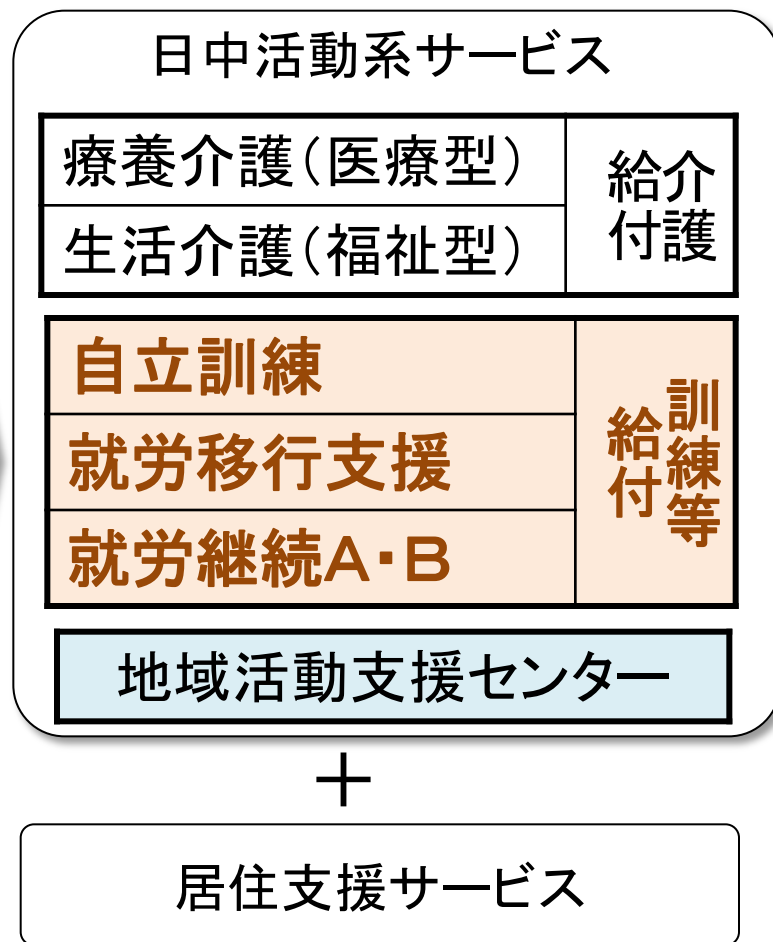 日中活動系サービス
療養介護（医療型）
生活介護（福祉型）
介護
給付
自立訓練
就労移行支援
就労継続A・B
訓練等
給付
地域活動支援センター
＋
居住支援サービス